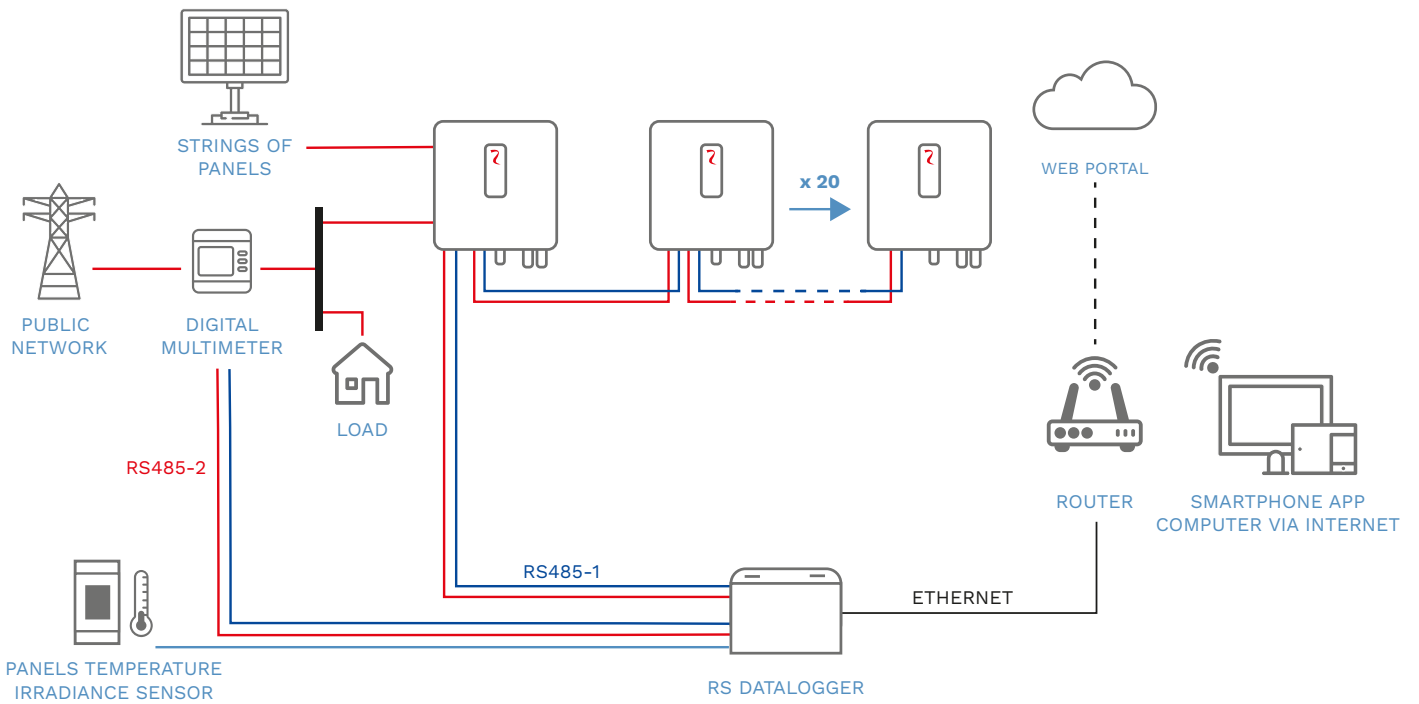 STRINGS OF
PANELS
x 20
WEB PORTAL
PUBLIC
NETWORK
DIGITAL
MULTIMETER
LOAD
RS485-2
ROUTER
SMARTPHONE APP
COMPUTER VIA INTERNET
RS485-1
ETHERNET
PANELS TEMPERATURE
IRRADIANCE SENSOR
RS DATALOGGER